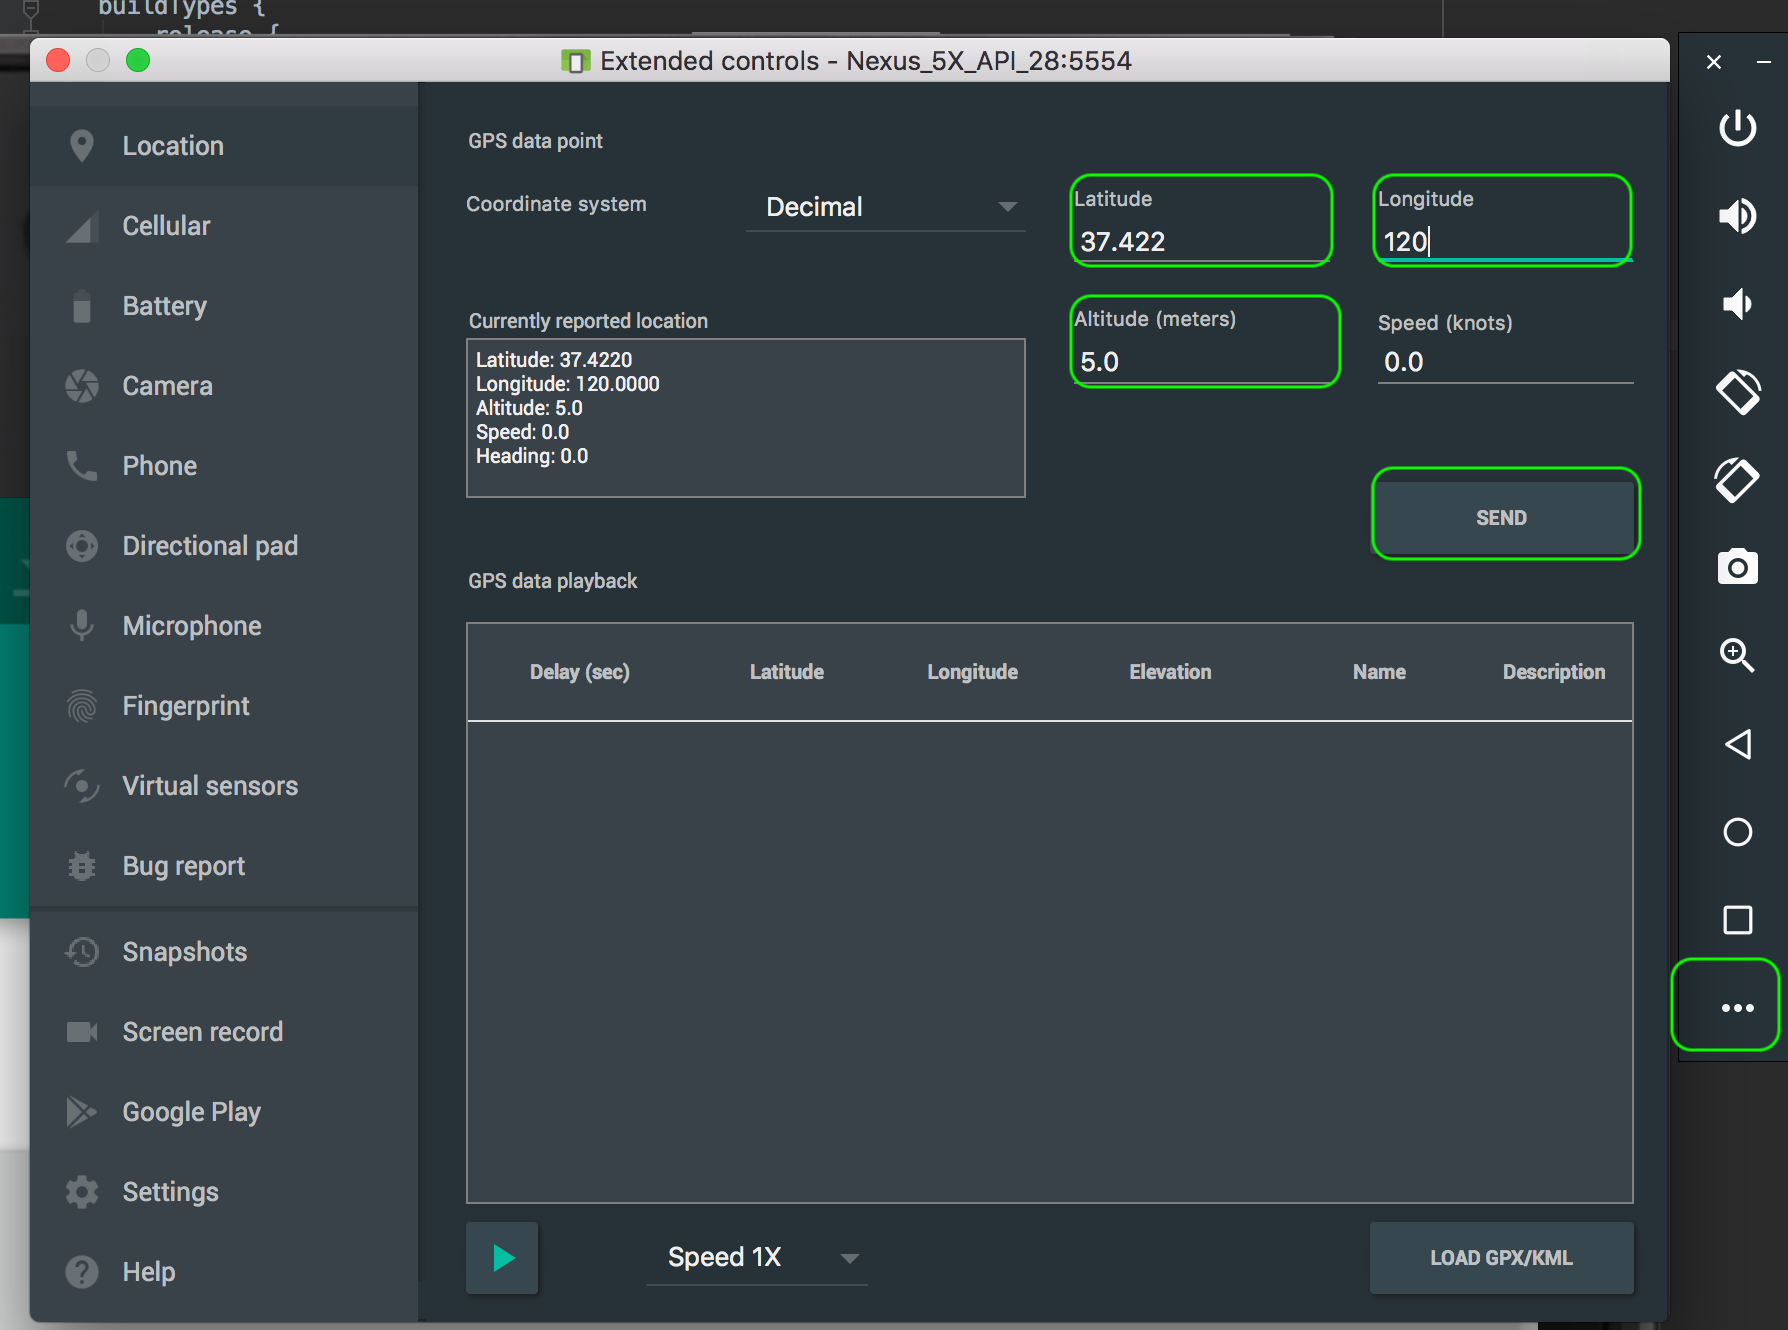 buildTypes {
release {
Extended controls - Nexus_5X_API_28:5554
Location
Cellular
Battery
Camera
Phone
Directional pad
Microphone
Fingerprint
Virtual sensors
Bug report
Snapshots
Screen record
Google Play
Settings
Help
GPS data point
Coordinate system
Decimal
Latitude
37.422
Longitude
120
Currently reported location
Latitude: 37.4220
Longitude: 120.0000
Altitude: 5.0
Speed: 0.0
Heading: 0.0
Altitude (meters)
5.0
Speed (knots)
0.0
SEND
GPS data playback
Delay (sec) Latitude Longitude Elevation Name Description
Speed 1X
LOAD GPX/KML